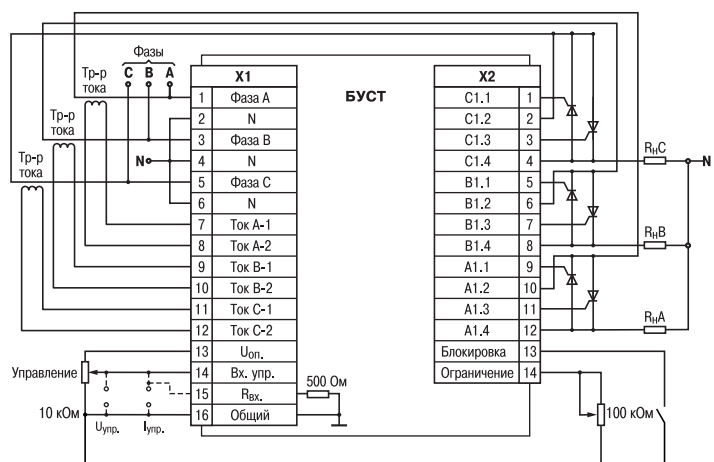 Фазы
C B A
Тр-р тока
Тр-р тока
Тр-р тока
N
X1
1 Фаза A
2 N
3 Фаза B
4 N
5 Фаза C
6 N
7 Ток A-1
8 Ток A-2
9 Ток B-1
10 Ток B-2
11 Ток C-1
12 Ток C-2
13 Uоп.
14 Вх. упр.
15 Rвх.
16 Общий
Управление
10 кОм
Uупр.
Iупр.
500 Ом
БУСТ
X2
C1.1 1
C1.2 2
C1.3 3
C1.4 4
B1.1 5
B1.2 6
B1.3 7
B1.4 8
A1.1 9
A1.2 10
A1.3 11
A1.4 12
Блокировка 13
Ограничение 14
RнC
N
RнB
RнA
100 кОм